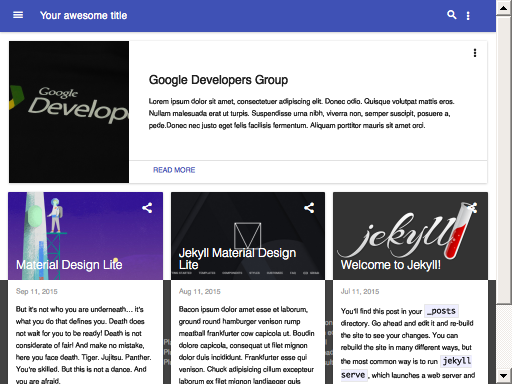 Your awesome title
Google
Develope
Google Developers Group
Lorem ipsum dolor sit amet, consectetuer adipiscing elit. Donec odio. Quisque volutpat mattis eros.
Nullam malesuada erat ut turpis. Suspendisse urna nibh, viverra non, semper suscipit, posuere a,
pede.Donec nec justo eget felis facilisis fermentum. Aliquam porttitor mauris sit amet orci.
READ MORE
Material Design Lite
Sep 11, 2015
But it's not who you are underneath... it's
what you do that defines you. Death does
not wait for you to be ready! Death is not
considerate of fair! And make no mistake,
here you face death. Tiger. Jujitsu. Panther.
You're skilled. But this is not a dance. And
you are afraid.
Jekyll Material Design
Lite
Aug 11, 2015
Bacon ipsum dolor amet esse et laborum,
ground round hamburger venison rump
meatball frankfurter cow capicola ut. Boudin
dolore capicola, consequat ut filet mignon
dolor duis incididunt. Frankfurter esse qui
venison. Chuck adipisicing cillum excepteur
laborum ex filet mignon landjaeger quis
jekyll
Welcome to Jekyll!
Jul 11, 2015
You'll find this post in your _posts
directory. Go ahead and edit it and re-build
the site to see your changes. You can
rebuild the site in many different ways, but
the most common way is to run jekyll
serve, which launches a web server and